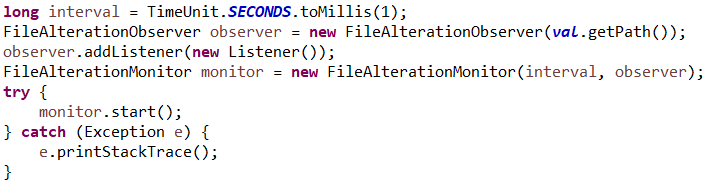 long interval = TimeUnit.SECONDS.toMillis(1);
FileAlterationObserver observer = new FileAlterationObserver(val.getPath());
observer.addListener(new Listener());
FileAlterationMonitor monitor = new FileAlterationMonitor(interval, observer);
try {
    monitor.start();
} catch (Exception e) {
    e.printStackTrace();
}